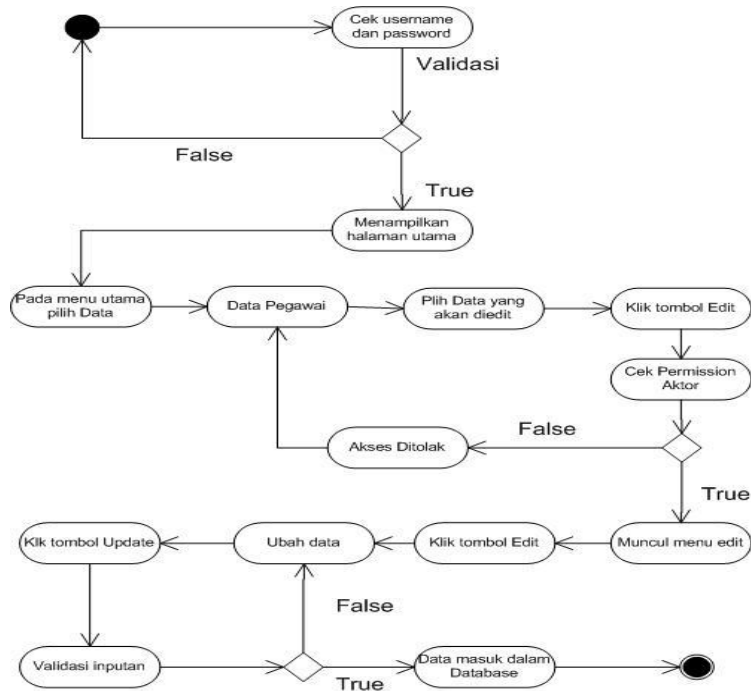 Cek username
dan password
Validasi
False
True
Menampilkan
halaman utama
Pada menu utama
pilih Data
Data Pegawai
Plih Data yang
akan diedit
Klik tombol Edit
Cek Permission
Aktor
False
Akses Ditolak
True
Klk tombol Update
Ubah data
Klik tombol Edit
Muncul menu edit
False
Validasi inputan
True
Data masuk dalam
Database